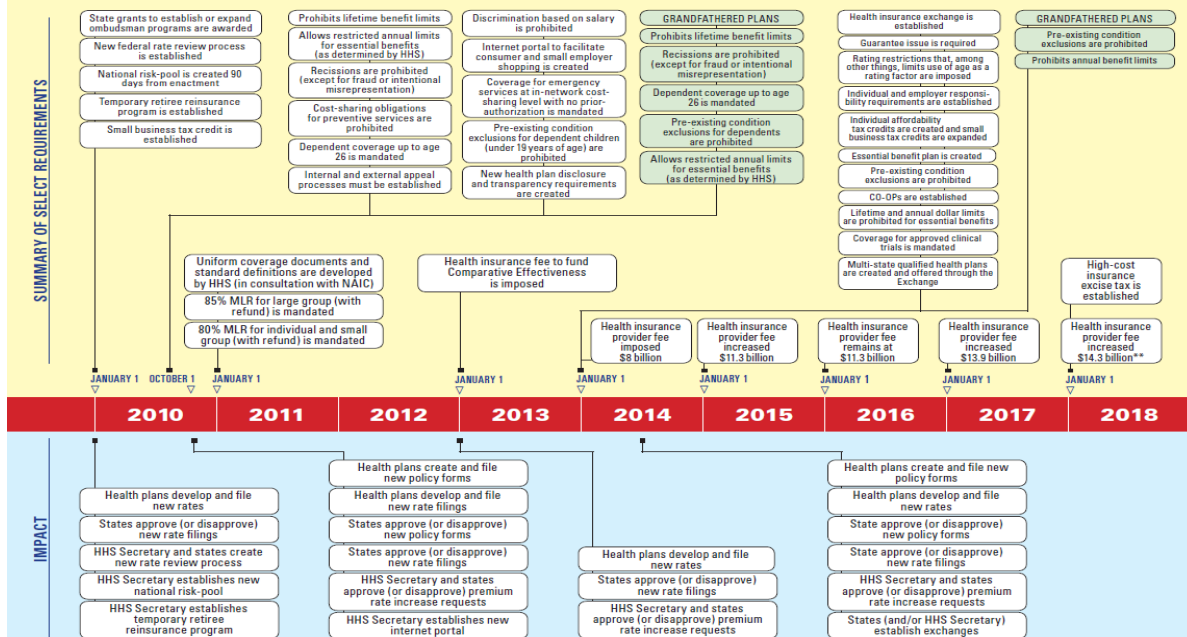 SUMMARY OF SELECT REQUIREMENTS
State grants to establish or expand
ombudsman programs are awarded
New federal rate review process
is established
National risk-pool is created 90
days from enactment
Temporary retiree reinsurance
program is established
Small business tax credit is
established
Prohibits lifetime benefit limits
Allows restricted annual limits
for essential benefits
(as determined by HHS)
Recissions are prohibited
(except for fraud or intentional
misrepresentation)
Cost-sharing obligations
for preventive services are
prohibited
Dependent coverage up to age
26 is mandated
Internal and external appeal
processes must be established
Discrimination based on salary
is prohibited
Internet portal to facilitate
consumer and small employer
shopping is created
Coverage for emergency
services at in-network cost-
sharing level with no prior-
authorization is mandated
Pre-existing condition
exclusions for dependent children
(under 19 years of age) are
prohibited
New health plan disclosure
and transparency requirements
are created
GRANDFATHERED PLANS
Prohibits lifetime benefit limits
Recissions are prohibited
(except for fraud or intentional
misrepresentation)
Dependent coverage up to age
26 is mandated
Pre-existing condition
exclusions for dependents
are prohibited
Allows restricted annual limits
for essential benefits
(as determined by HHS)
Health insurance exchange is
established
Guarantee issue is required
Rating restrictions that, among
other things, limits use of age as a
rating factor are imposed
Individual and employer responsi-
bility requirements are established
Individual affordability
tax credits are created and small
business tax credits are expanded
Essential benefit plan is created
Pre-existing condition
exclusions are prohibited
CO-OPs are established
Lifetime and annual dollar limits
are prohibited for essential benefits
Coverage for approved clinical
trials is mandated
Multi-state qualified health plans
are created and offered through the
Exchange
GRANDFATHERED PLANS
Pre-existing condition
exclusions are prohibited
Prohibits annual benefit limits
Uniform coverage documents and
standard definitions are developed
by HHS (in consultation with NAIC)
85% MLR for large group (with
refund) is mandated
80% MLR for individual and small
group (with refund) is mandated
Health insurance fee to fund
Comparative Effectiveness
is imposed
High-cost
insurance
excise tax is
established
Health insurance
provider fee
imposed
$8 billion
Health insurance
provider fee
increased
$11.3 billion
Health insurance
provider fee
remains at
$11.3 billion
Health insurance
provider fee
increased
$13.9 billion
Health insurance
provider fee
increased
$14.3 billion**
JANUARY 1 OCTOBER 1 JANUARY 1 JANUARY 1 JANUARY 1 JANUARY 1 JANUARY 1 JANUARY 1 JANUARY 1
2010 2011 2012 2013 2014 2015 2016 2017 2018
IMPACT
Health plans develop and file
new rates
States approve (or disapprove)
new rate filings
HHS Secretary and states create
new rate review process
HHS Secretary establishes new
national risk-pool
HHS Secretary establishes
temporary retiree
reinsurance program
Health plans create and file
new policy forms
Health plans develop and file
new rate filings
States approve (or disapprove)
new policy forms
States approve (or disapprove)
new rate filings
HHS Secretary and states
approve (or disapprove) premium
rate increase requests
HHS Secretary establishes new
internet portal
Health plans develop and file
new rates
States approve (or disapprove)
new rate filings
HHS Secretary and states
approve (or disapprove) premium
rate increase requests
Health plans create and file new
policy forms
Health plans develop and file
new rates
State approve (or disapprove)
new policy forms
State approve (or disapprove)
new rate filings
HHS Secretary and states
approve (or disapprove) premium
rate increase requests
States (and/or HHS Secretary)
establish exchanges